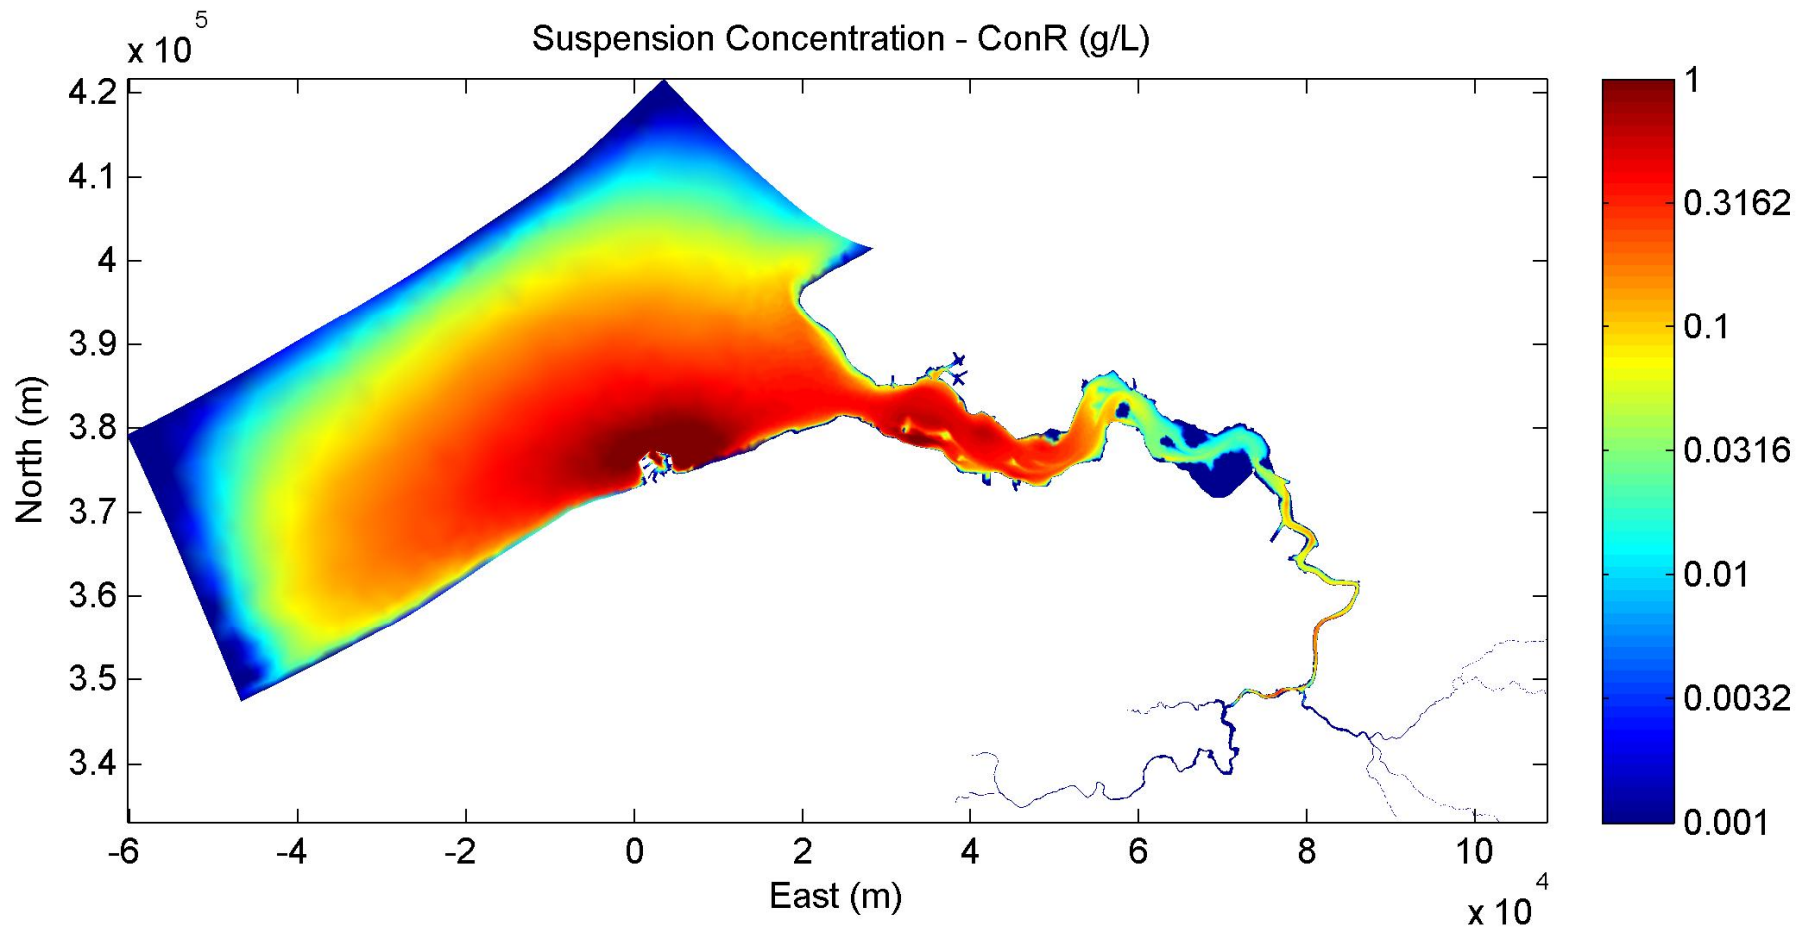 x 10^5
Suspension Concentration - ConR (g/L)
4.2
4.1
4
3.9
3.8
3.7
3.6
3.5
3.4
North (m)
-6 -4 -2 0 2 4 6 8 10
East (m)
x 10^4
1
0.3162
0.1
0.0316
0.01
0.0032
0.001